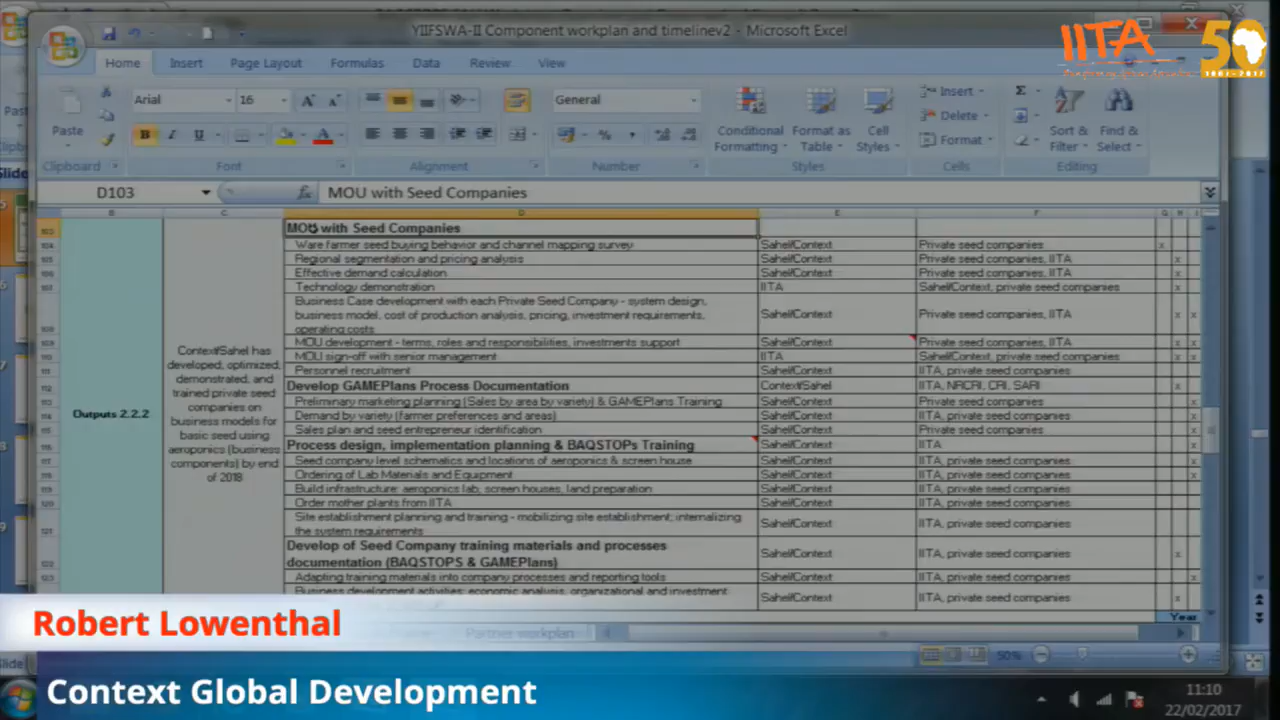 YIIFSWA-II Component workplan and timelinev2 - Microsoft Excel
IITA 50
Home Insert Page Layout Formulas Data Review View
Paste
Arial 16
General
Conditional Formatting
Format as Table
Cell Styles
Insert
Delete
Format
Sort & Filter
Find & Select
Clipboard Font Alignment Number Styles Cells Editing
D103 MOU with Seed Companies
B C D E F G H
103 MOU with Seed Companies
104 Ware farmer seed buying behavior and channel mapping survey Sahel/Context Private seed companies x
105 Regional segmentation and pricing analysis Sahel/Context Private seed companies, IITA x
106 Effective demand calculation Sahel/Context Private seed companies x
107 Technology demonstration IITA Sahel/Context, private seed companies x
Business Case development with each Private Seed Company - system design,
business model, cost of production analysis, pricing, investment requirements,
operating costs
Sahel/Context Private seed companies, IITA x x
MOU development - terms, roles and responsibilities, investments support Sahel/Context Private seed companies, IITA x x
MOU sign-off with senior management IITA Sahel/Context, private seed companies x x
Personnel recruitment Sahel/Context IITA, private seed companies x
112 Develop GAMEPlans Process Documentation Context/Sahel IITA, NRCRI, CRI, SARI x
Preliminary marketing planning (Sales by area by variety) & GAMEPlans Training Sahel/Context IITA, private seed companies x
Demand by variety (farmer preferences and areas) Sahel/Context IITA, private seed companies x
Sales plan and seed entrepreneur identification Sahel/Context Private seed companies x
Process design, implementation planning & BAQSTOPs Training Sahel/Context IITA x
Seed company level schematics and locations of aeroponics & screen house Sahel/Context IITA, private seed companies x
Ordering of Lab Materials and Equipment Sahel/Context IITA, private seed companies x
Build infrastructure: aeroponics lab, screen houses, land preparation Sahel/Context IITA, private seed companies x
Order mother plants from IITA Sahel/Context IITA, private seed companies x
Site establishment planning and training - mobilizing site establishment; internalizing
the system requirements
Sahel/Context IITA, private seed companies x
Develop of Seed Company training materials and processes
documentation (BAQSTOPS & GAMEPlans)
Sahel/Context IITA, private seed companies x
Adapting training materials into company processes and reporting tools Sahel/Context IITA, private seed companies x
Business development activities: economic analysis, organizational and investment
Sahel/Context IITA, private seed companies x
Outputs 2.2.2
Context/Sahel has
developed, optimized,
demonstrated, and
trained private seed
companies on
business models for
basic seed using
aeroponics (business
components) by end
of 2018
Year
Partner workplan
50%
Robert Lowenthal
Context Global Development
11:10
22/02/2017